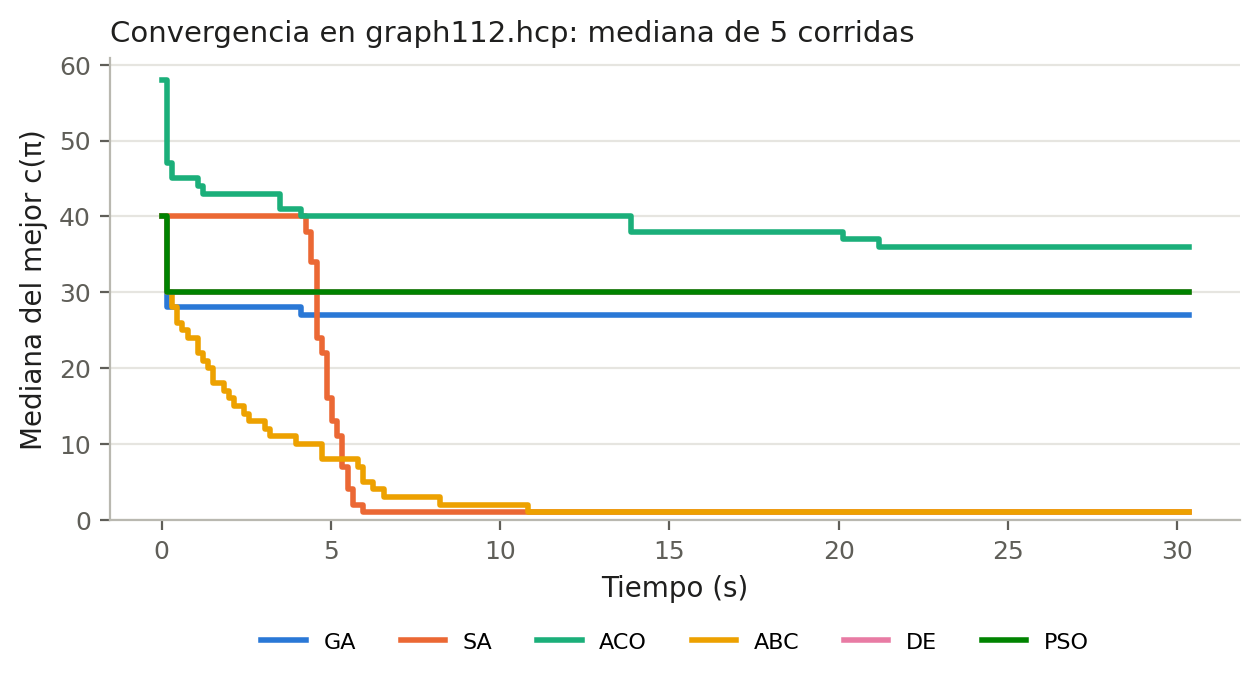 Convergencia en graph112.hcp: mediana de 5 corridas
Mediana del mejor c(π)
60
50
40
30
20
10
0
0 5 10 15 20 25 30
Tiempo (s)
GA SA ACO ABC DE PSO